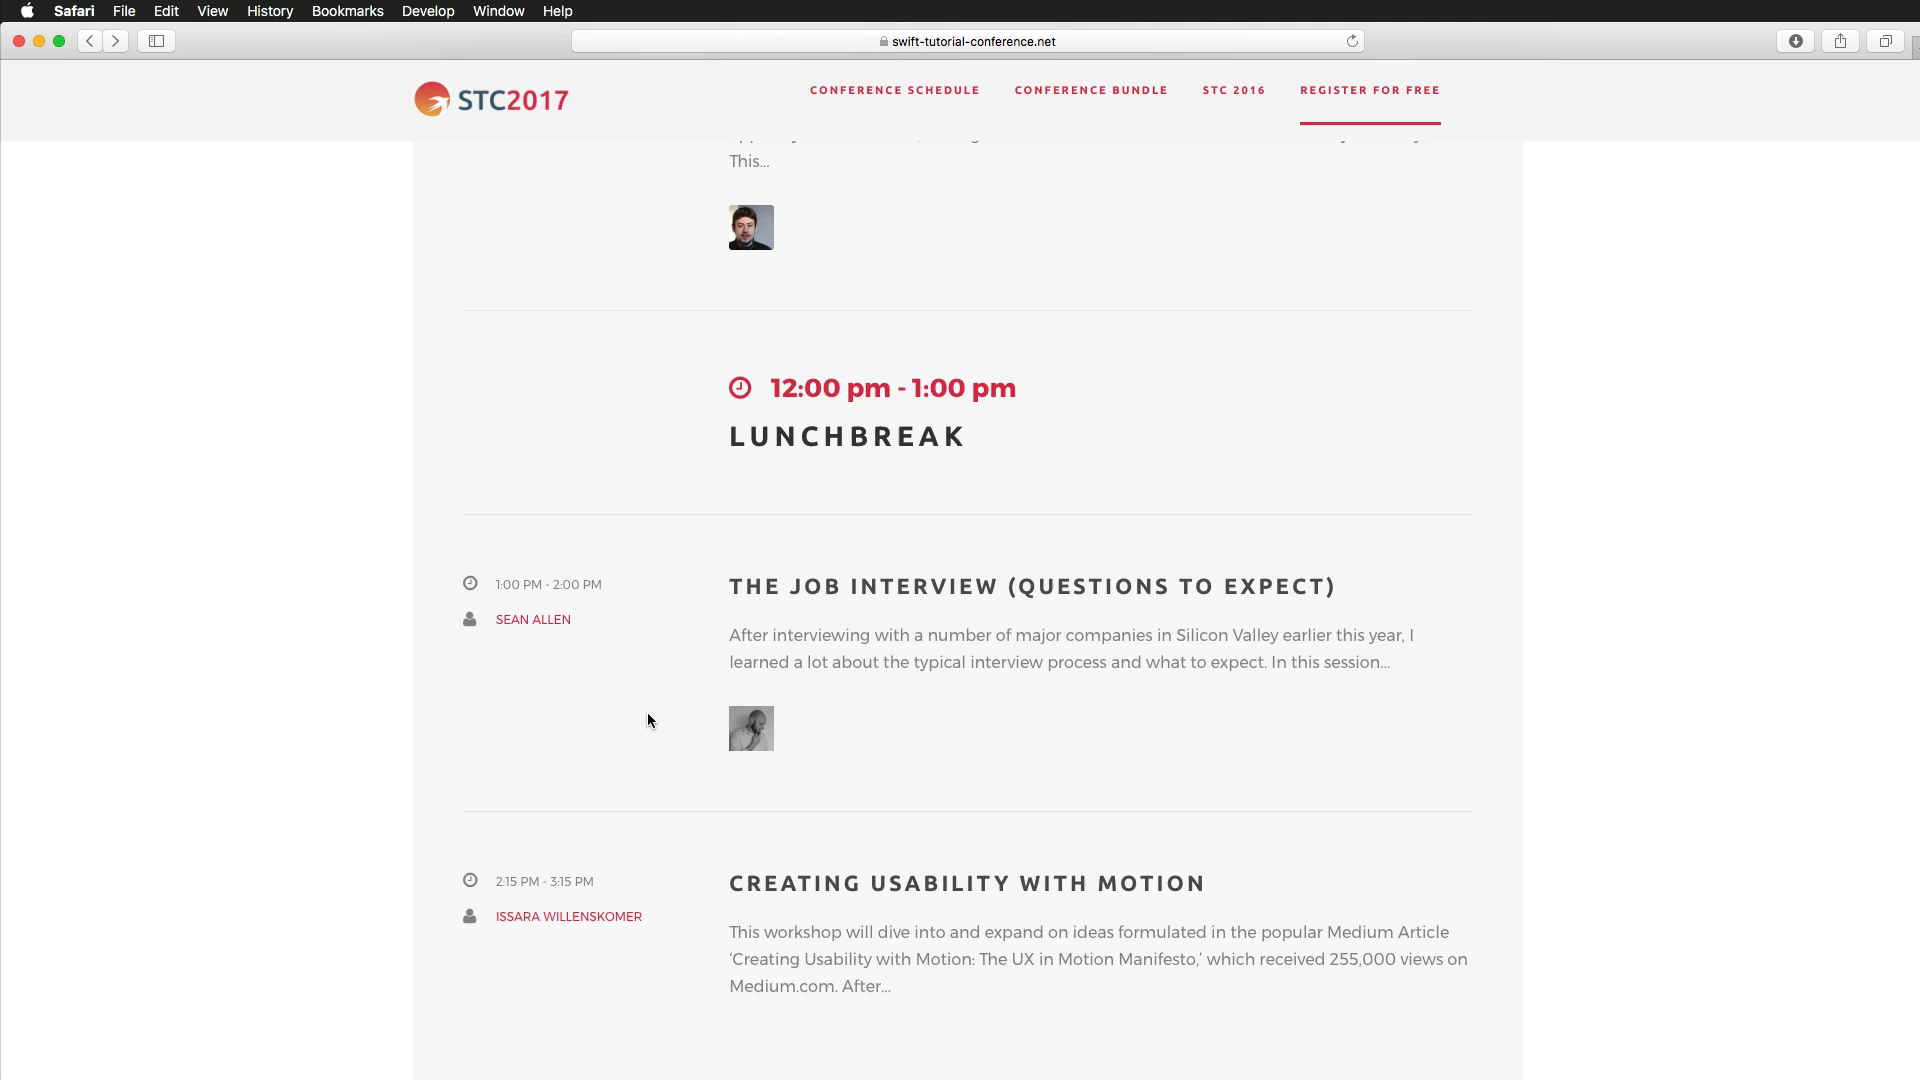 Safari File Edit View History Bookmarks Develop Window Help
swift-tutorial-conference.net
STC2017
CONFERENCE SCHEDULE CONFERENCE BUNDLE STC 2016 REGISTER FOR FREE
This...
12:00 pm - 1:00 pm
LUNCHBREAK
1:00 PM - 2:00 PM
SEAN ALLEN
THE JOB INTERVIEW (QUESTIONS TO EXPECT)
After interviewing with a number of major companies in Silicon Valley earlier this year, I
learned a lot about the typical interview process and what to expect. In this session...
2:15 PM - 3:15 PM
ISSARA WILLENSKOMER
CREATING USABILITY WITH MOTION
This workshop will dive into and expand on ideas formulated in the popular Medium Article
‘Creating Usability with Motion: The UX in Motion Manifesto,’ which received 255,000 views on
Medium.com. After...